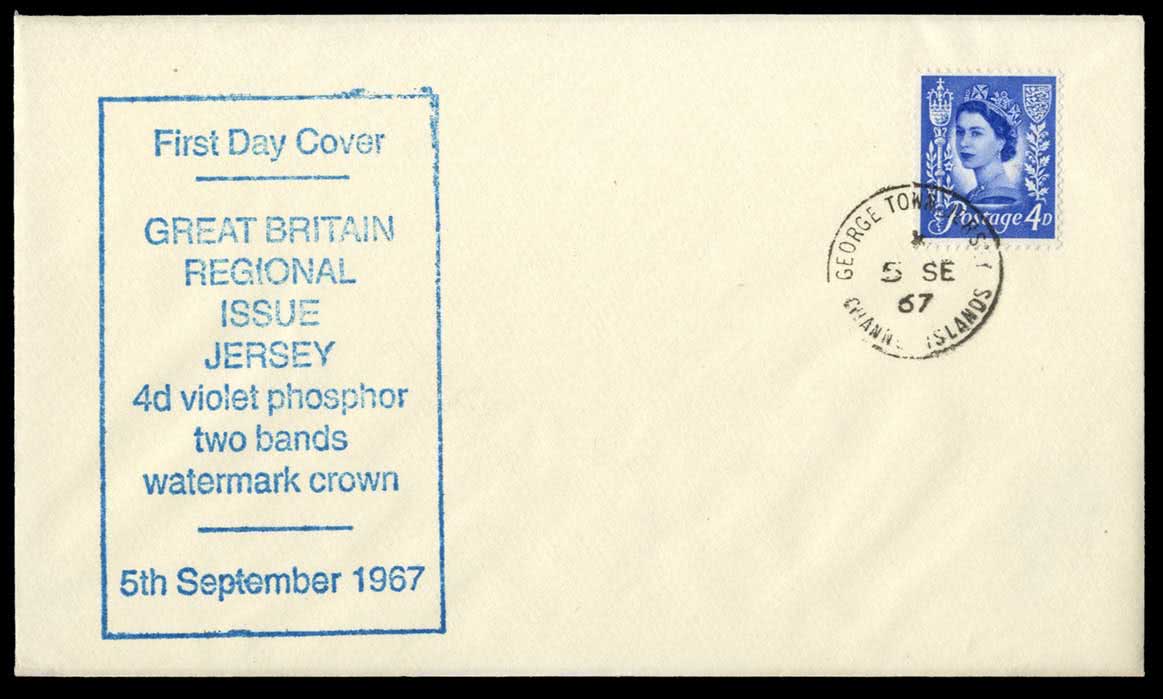 First Day Cover
GREAT BRITAIN
REGIONAL
ISSUE
JERSEY
4d violet phosphor
two bands
watermark crown
5th September 1967
Postage 4D
GEORGE TOWN
5 SE
67
ISLANDS